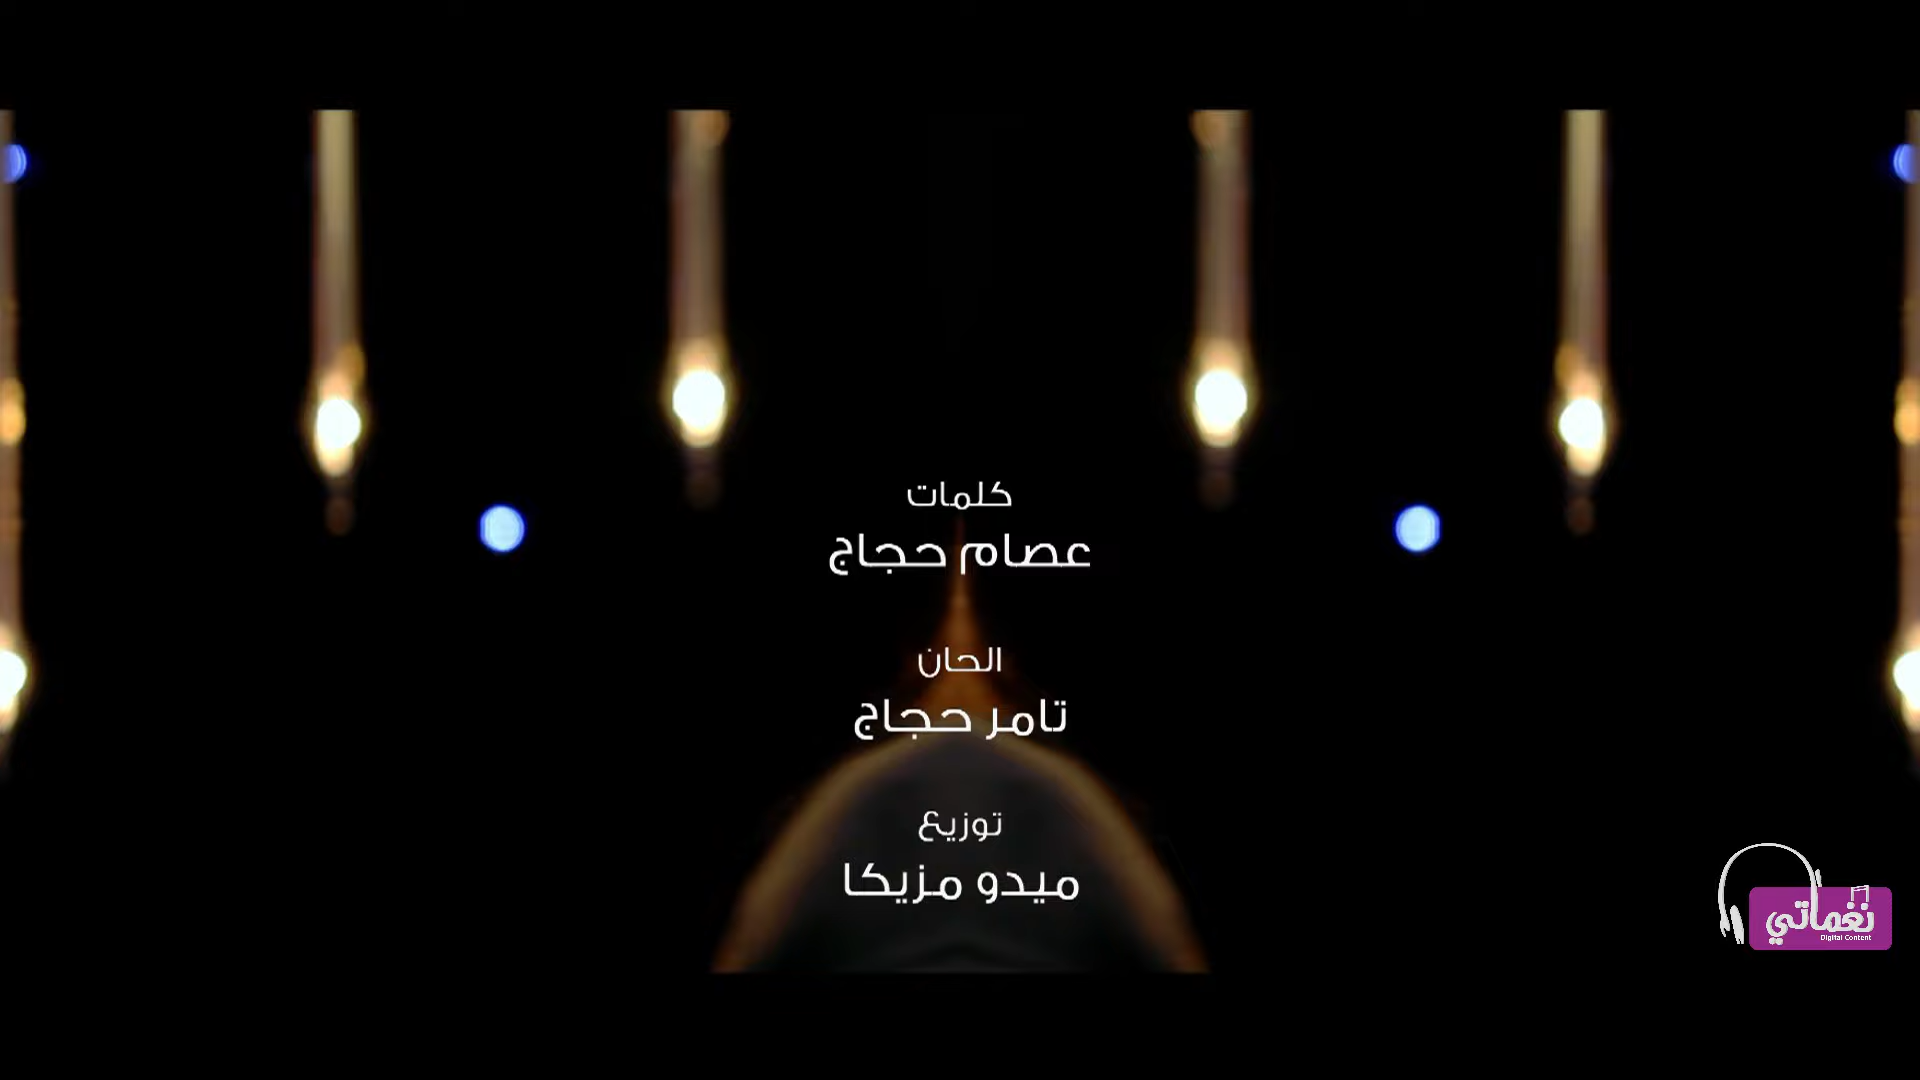 كلمات
عصام حجاج
الحان
تامر حجاج
توزيع
ميدو مزيكا
نغماتي
Digital Content